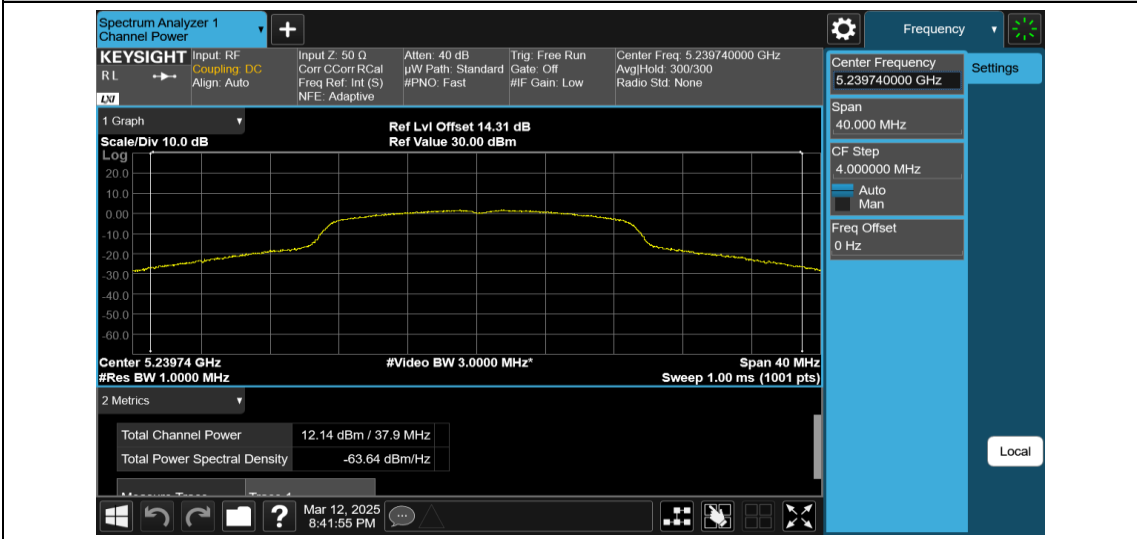 Spectrum Analyzer 1
Channel Power
Frequency
KEYSIGHT
R L
LXI
Input: RF
Coupling: DC
Align: Auto
Input Z: 50 Ω
Corr CCorr RCal
Freq Ref: Int (S)
NFE: Adaptive
Atten: 40 dB
µW Path: Standard
#PNO: Fast
Trig: Free Run
Gate: Off
#IF Gain: Low
Center Freq: 5.239740000 GHz
Avg|Hold: 300/300
Radio Std: None
Center Frequency
5.239740000 GHz
Settings
Span
40.000 MHz
CF Step
4.000000 MHz
Auto
Man
Freq Offset
0 Hz
Local
1 Graph
Scale/Div 10.0 dB
Ref Lvl Offset 14.31 dB
Ref Value 30.00 dBm
Log
20.0
10.0
0.00
-10.0
-20.0
-30.0
-40.0
-50.0
-60.0
Center 5.23974 GHz
#Video BW 3.0000 MHz*
Span 40 MHz
#Res BW 1.0000 MHz
Sweep 1.00 ms (1001 pts)
2 Metrics
Total Channel Power 12.14 dBm / 37.9 MHz
Total Power Spectral Density -63.64 dBm/Hz
Mar 12, 2025
8:41:55 PM